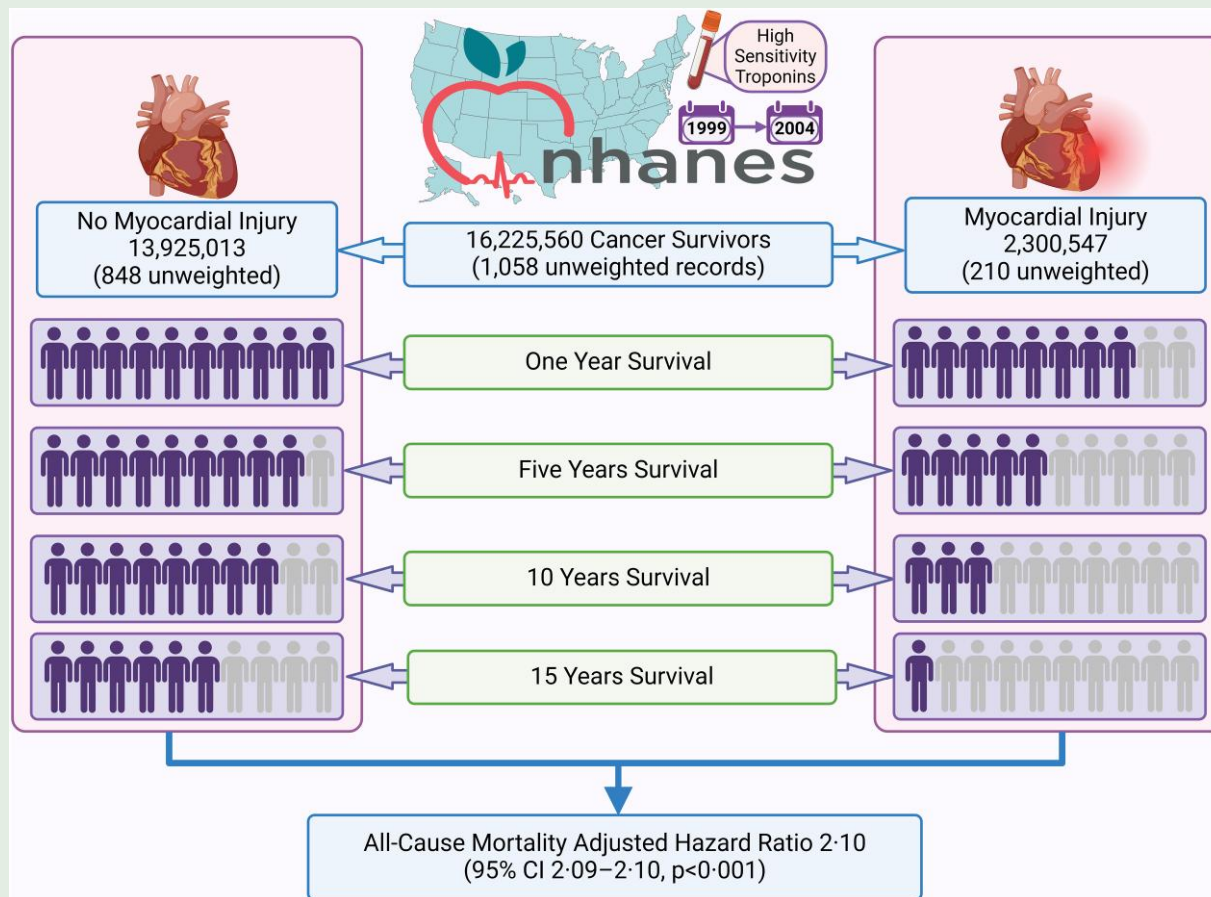 High
Sensitivity
Troponins
1999
2004
nhanes
No Myocardial Injury
13,925,013
(848 unweighted)
16,225,560 Cancer Survivors
(1,058 unweighted records)
Myocardial Injury
2,300,547
(210 unweighted)
One Year Survival
Five Years Survival
10 Years Survival
15 Years Survival
All-Cause Mortality Adjusted Hazard Ratio 2·10
(95% CI 2·09–2·10, p<0·001)